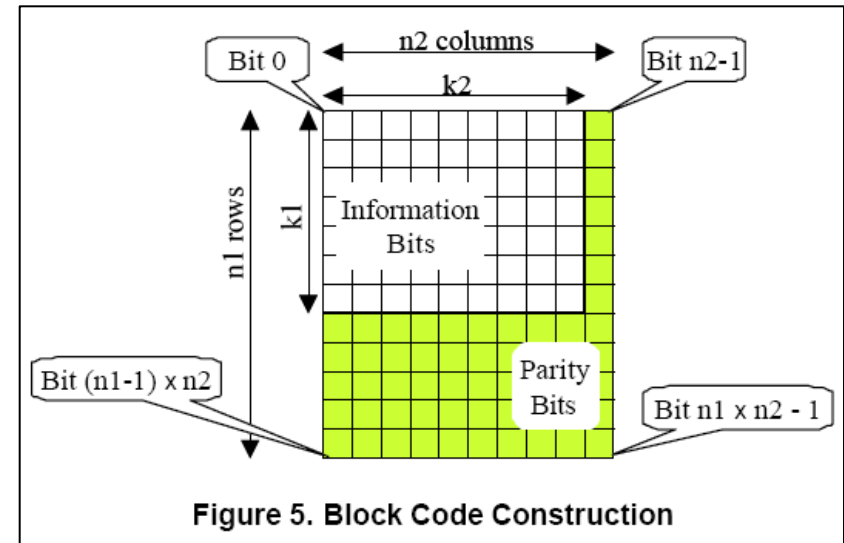 n2 columns
Bit 0
Bit n2-1
k2
n1 rows
k1
Information
Bits
Parity
Bits
Bit (n1-1) x n2
Bit n1 x n2 - 1
Figure 5. Block Code Construction